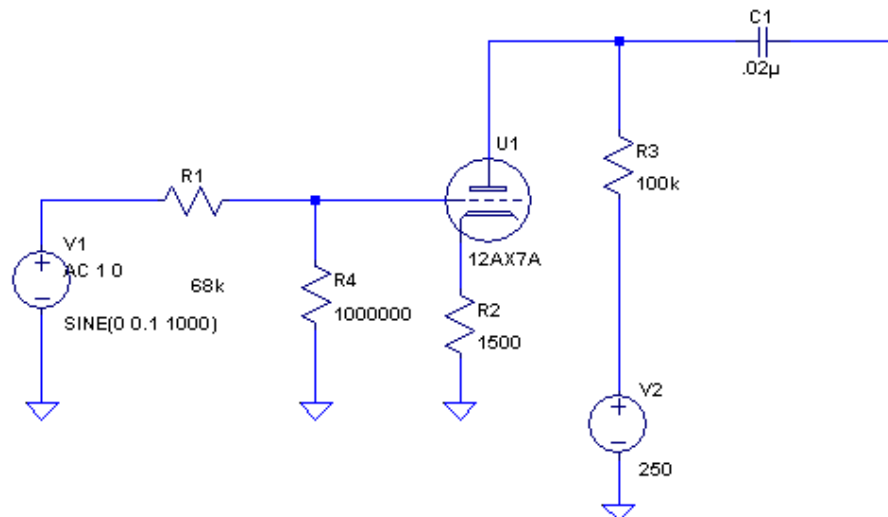 C1
.02µ
U1
R3
100k
R1
V1
AC 1 0
68k
12AX7A
R4
1000000
R2
1500
SINE(0 0.1 1000)
V2
250